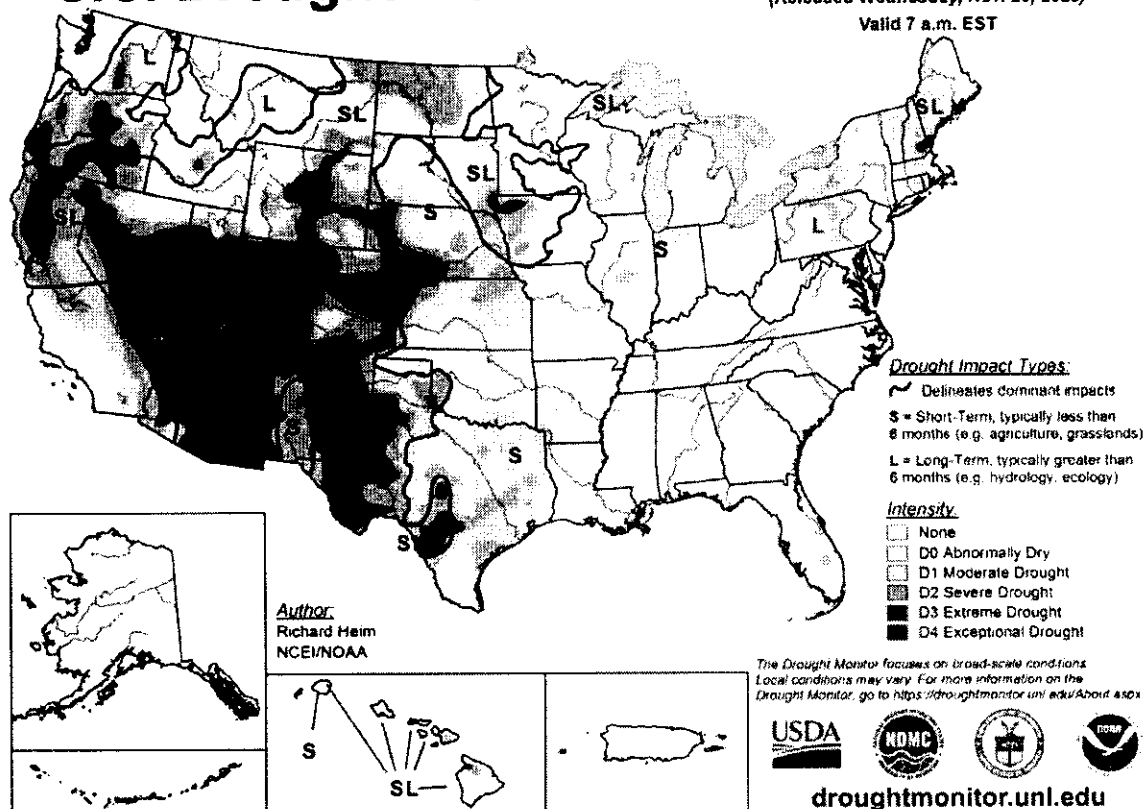 Valid 7 a.m. EST
L
L
SL
SL
SL
SL
S
SL
L
S
S
S
Drought Impact Types:
Delineates dominant impacts
S = Short-Term, typically less than
6 months (e.g. agriculture, grasslands)
L = Long-Term, typically greater than
6 months (e.g. hydrology, ecology)
Intensity:
None
D0 Abnormally Dry
D1 Moderate Drought
D2 Severe Drought
D3 Extreme Drought
D4 Exceptional Drought
Author:
Richard Heim
NCEI/NOAA
The Drought Monitor focuses on broad-scale conditions.
Local conditions may vary. For more information on the
Drought Monitor, go to https://droughtmonitor.unl.edu/About.aspx
S
SL
USDA
NDMC
NOAA
droughtmonitor.unl.edu